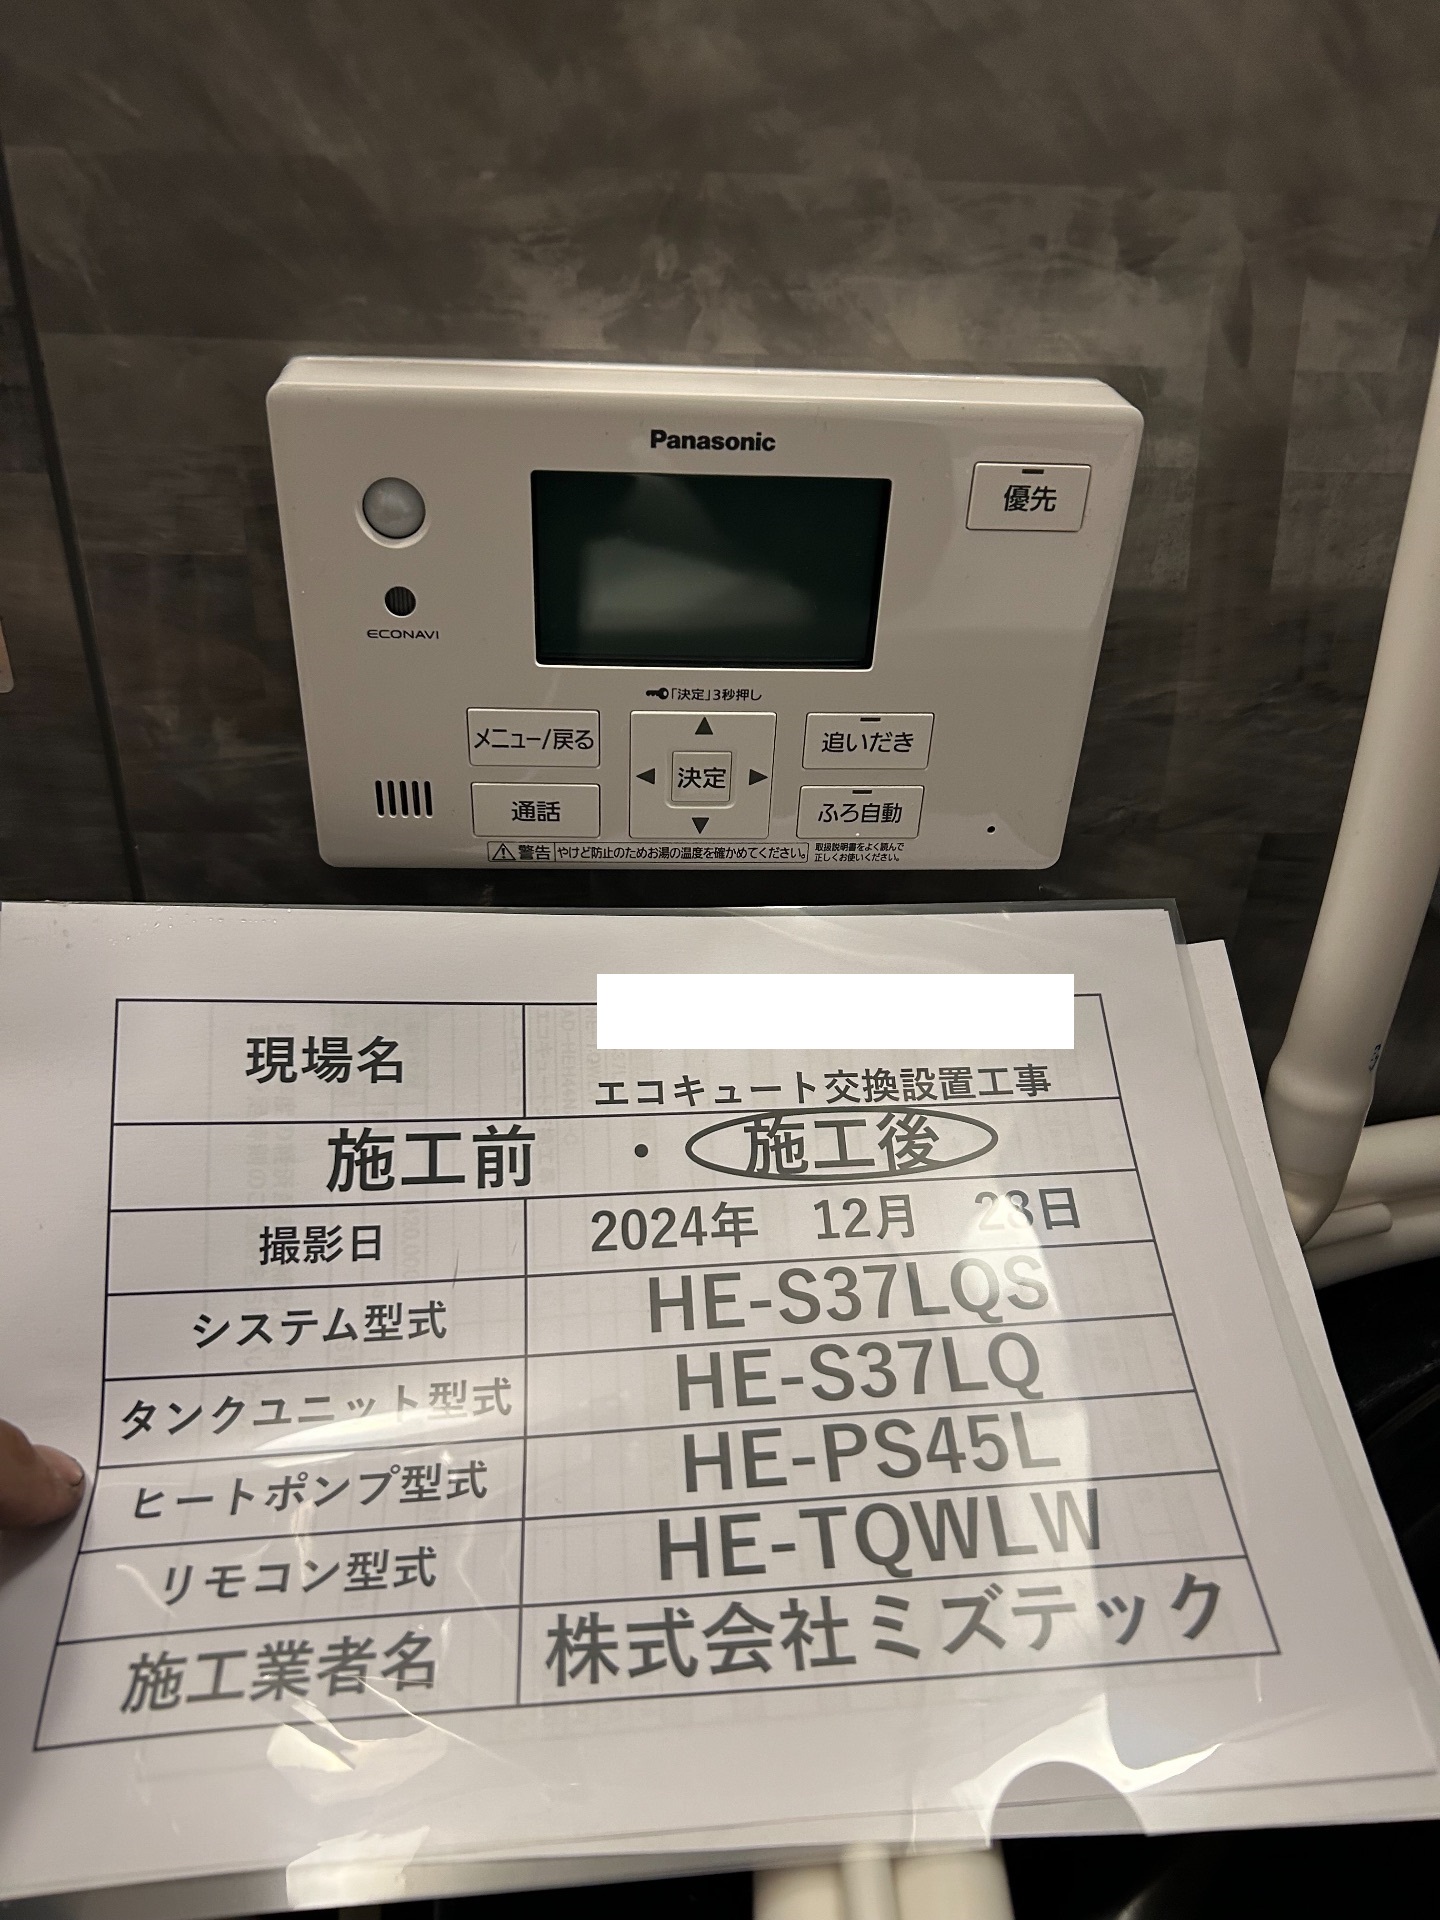 Panasonic
優先
ECONAVI
「決定」3秒押し
メニュー/戻る
決定
追いだき
通話
ふろ自動
警告 やけど防止のためお湯の温度を確かめてください。
取扱説明書をよく読んで
正しくお使いください。
現場名
エコキュート交換設置工事
施工前 ・ 施工後
撮影日 2024年 12月 28日
システム型式 HE-S37LQS
タンクユニット型式 HE-S37LQ
ヒートポンプ型式 HE-PS45L
リモコン型式 HE-TQWLW
施工業者名 株式会社ミズテック